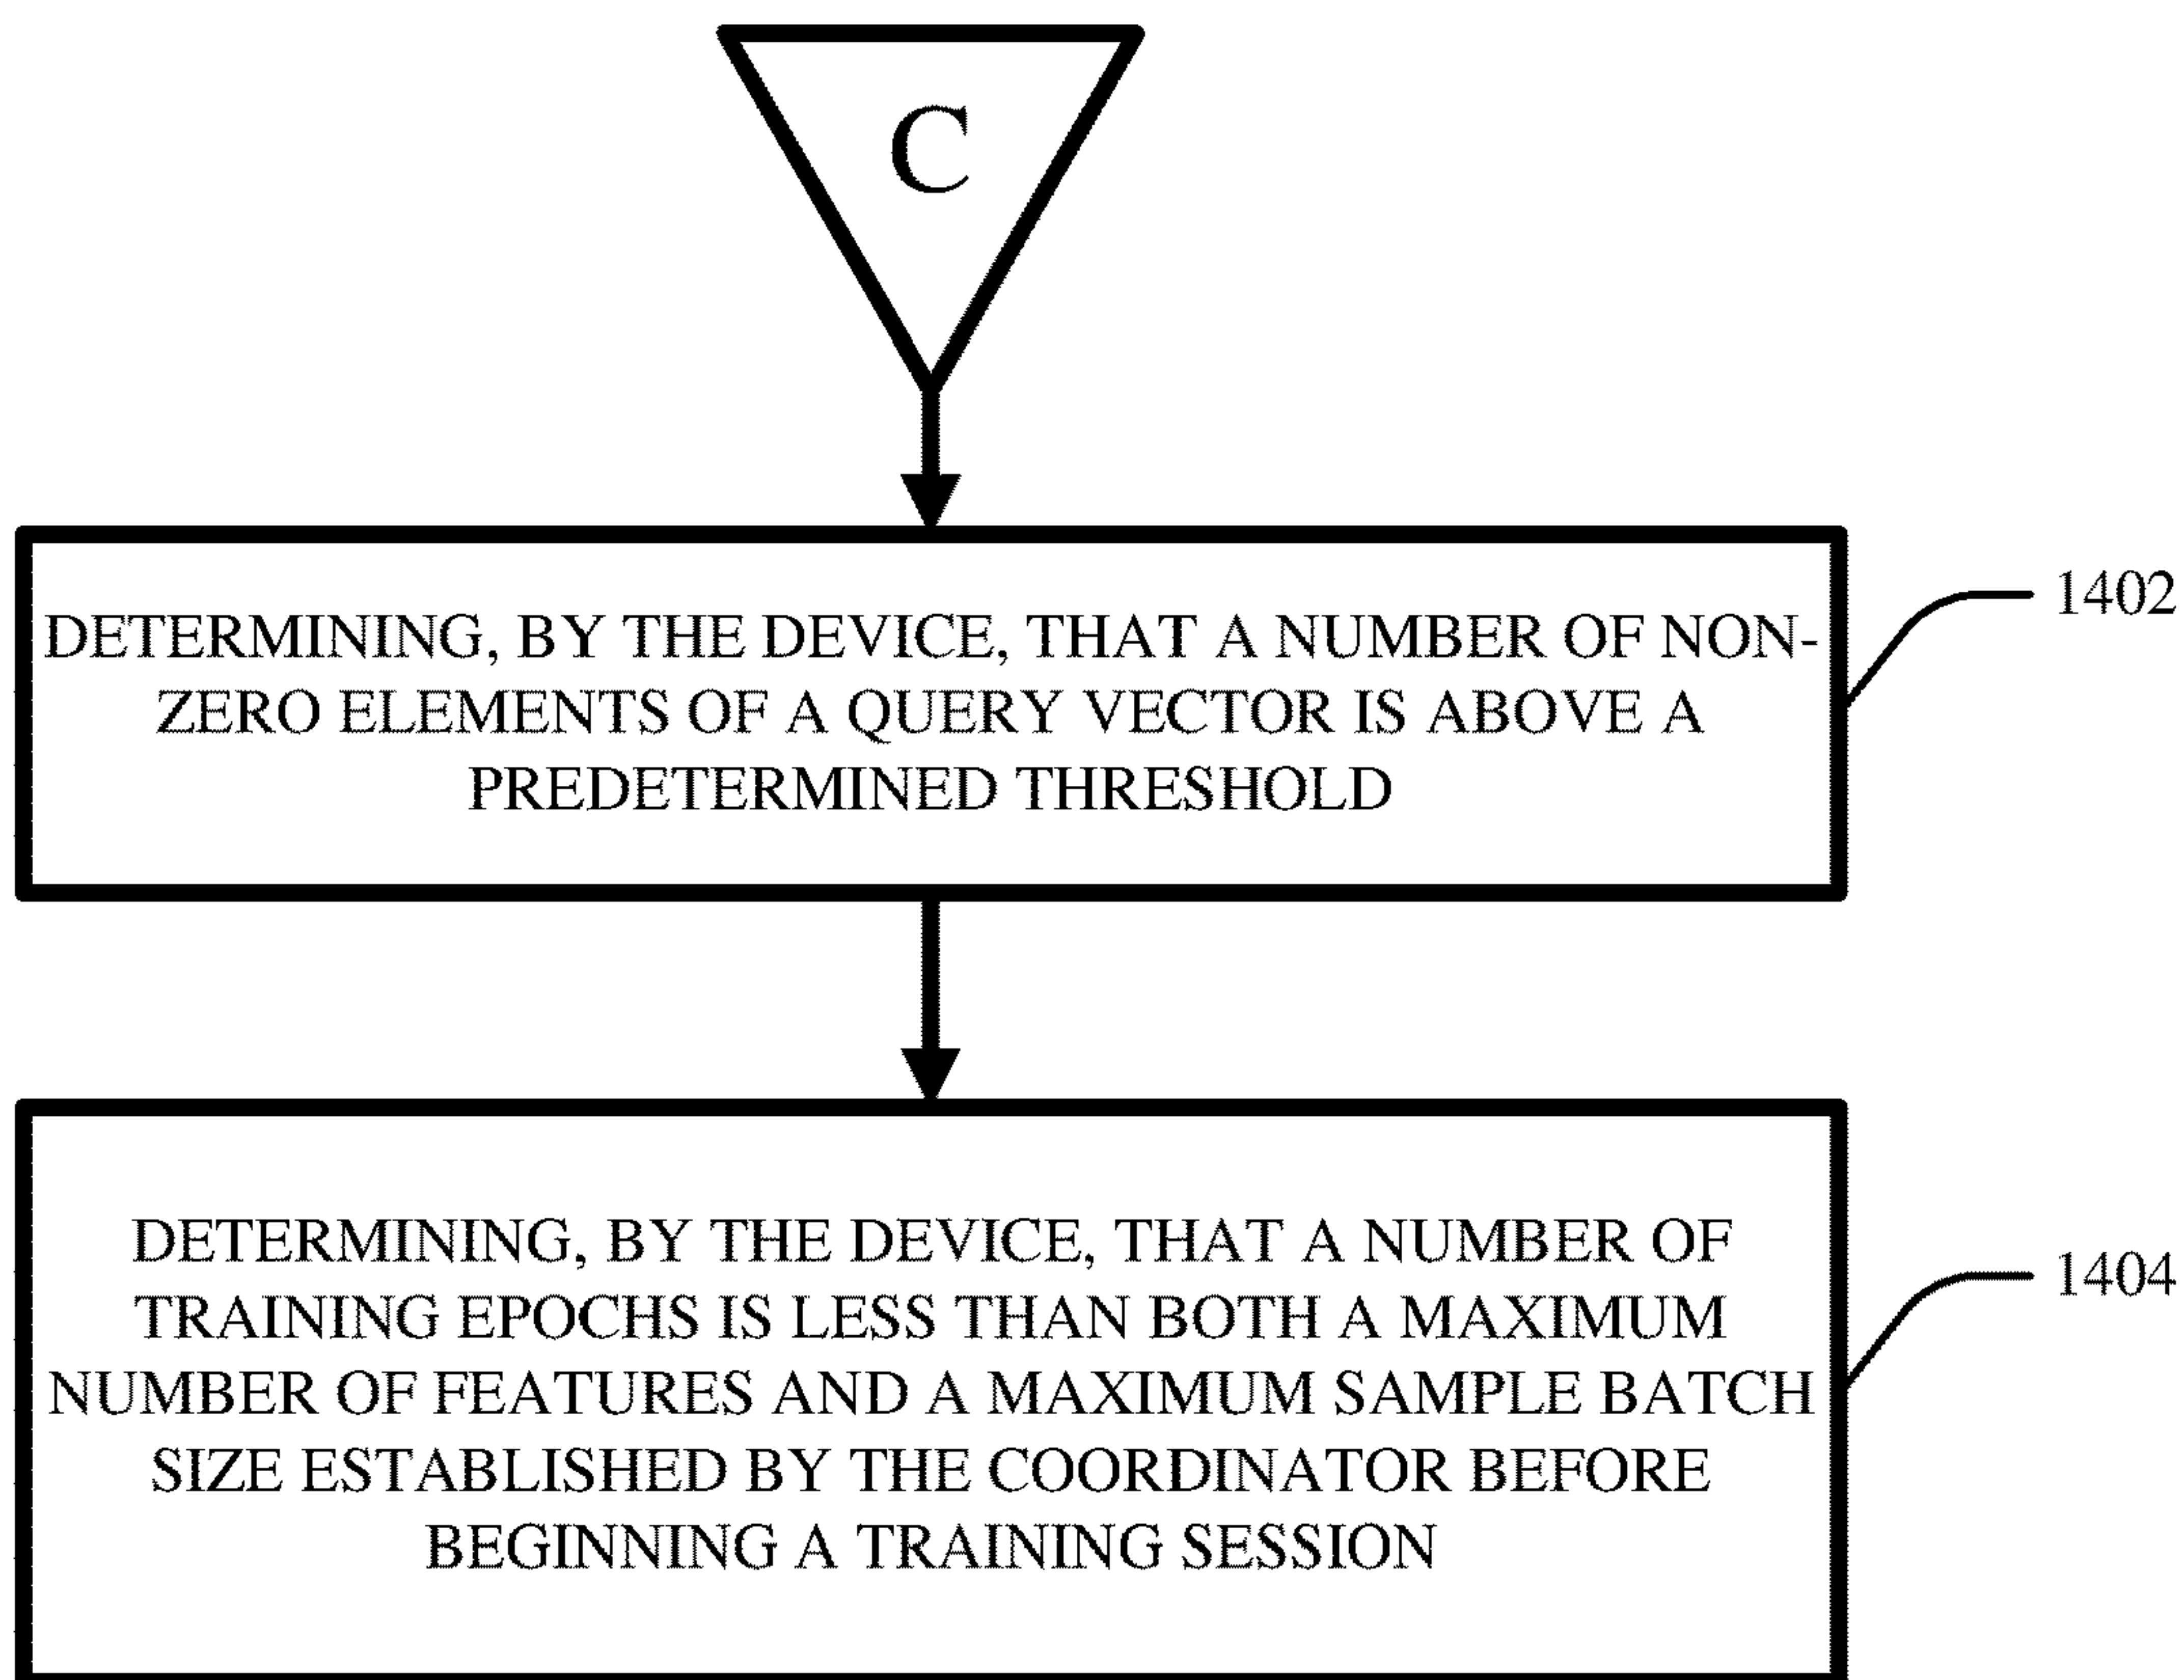 C
DETERMINING, BY THE DEVICE, THAT A NUMBER OF NON-
ZERO ELEMENTS OF A QUERY VECTOR IS ABOVE A
PREDETERMINED THRESHOLD
1402
DETERMINING, BY THE DEVICE, THAT A NUMBER OF
TRAINING EPOCHS IS LESS THAN BOTH A MAXIMUM
NUMBER OF FEATURES AND A MAXIMUM SAMPLE BATCH
SIZE ESTABLISHED BY THE COORDINATOR BEFORE
BEGINNING A TRAINING SESSION
1404